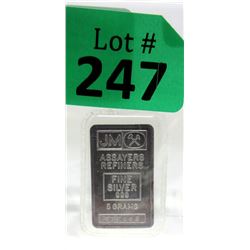 Lot #
247
JM
ASSAYERS
REFINERS
FINE
SILVER
999
5 GRAMS